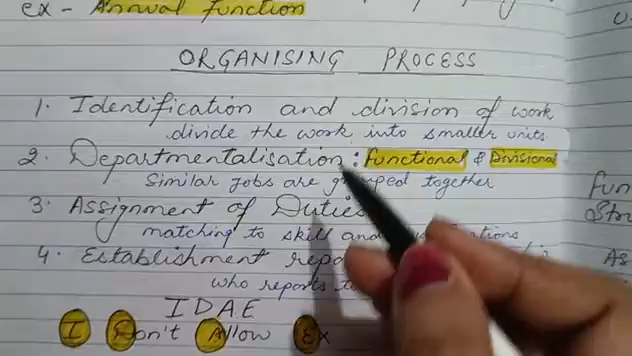 ex - Annual function
ORGANISING PROCESS
1. Identification and division of work
divide the work into smaller units
2. Departmentalisation : functional & Divisional
Similar jobs are grouped together
3. Assignment of Duties
matching to skill and
4. Establishment
who reports
IDAE
I Don't Allow Ex
fun